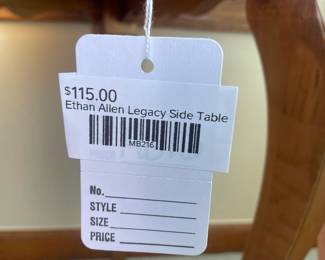 $115.00
Ethan Allen Legacy Side Table
MB216
No.
STYLE
SIZE
PRICE